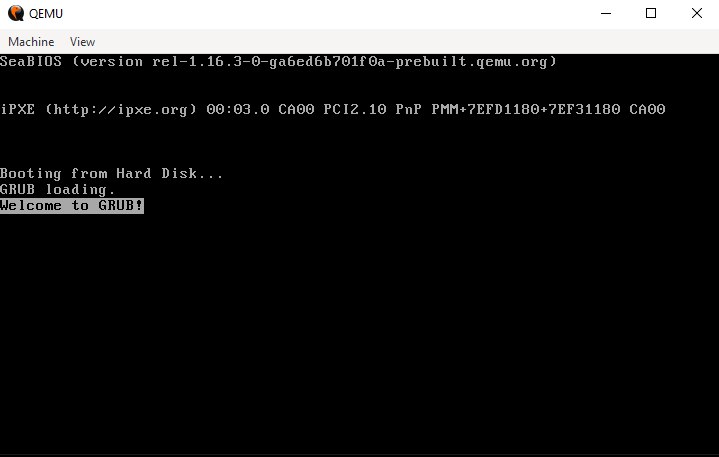 QEMU
Machine View
SeaBIOS (version rel-1.16.3-0-ga6ed6b701f0a-prebuilt.qemu.org)
iPXE (http://ipxe.org) 00:03.0 CA00 PCI2.10 PnP PMM+7EFD1180+7EF31180 CA00
Booting from Hard Disk...
GRUB loading.
Welcome to GRUB!